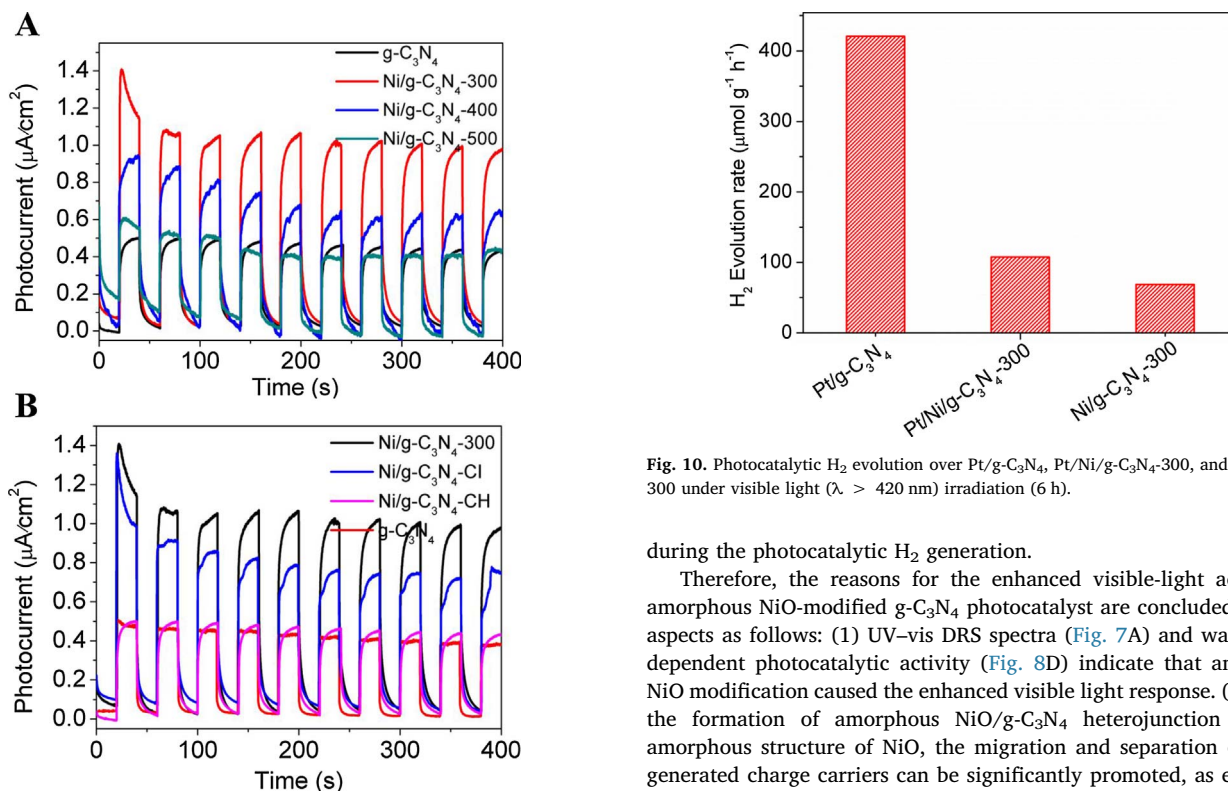 A
g-C₃N₄
Ni/g-C₃N₄-300
Ni/g-C₃N₄-400
Ni/g-C₃N₄-500
Photocurrent (μA/cm²)
1.4
1.2
1.0
0.8
0.6
0.4
0.2
0.0
0 100 200 300 400
Time (s)
B
Ni/g-C₃N₄-300
Ni/g-C₃N₄-CI
Ni/g-C₃N₄-CH
g-C₃N₄
Photocurrent (μA/cm²)
1.4
1.2
1.0
0.8
0.6
0.4
0.2
0.0
0 100 200 300 400
Time (s)
H₂ Evolution rate (μmol g⁻¹ h⁻¹)
400
300
200
100
0
Pt/g-C₃N₄
Pt/Ni/g-C₃N₄-300
Ni/g-C₃N₄-300
Fig. 10. Photocatalytic H₂ evolution over Pt/g-C₃N₄, Pt/Ni/g-C₃N₄-300, and
300 under visible light (λ > 420 nm) irradiation (6 h).
during the photocatalytic H₂ generation.
Therefore, the reasons for the enhanced visible-light
amorphous NiO-modified g-C₃N₄ photocatalyst are concluded
aspects as follows: (1) UV–vis DRS spectra (Fig. 7A) and
dependent photocatalytic activity (Fig. 8D) indicate that
NiO modification caused the enhanced visible light response.
the formation of amorphous NiO/g-C₃N₄ heterojunction
amorphous structure of NiO, the migration and separation
generated charge carriers can be significantly promoted, as